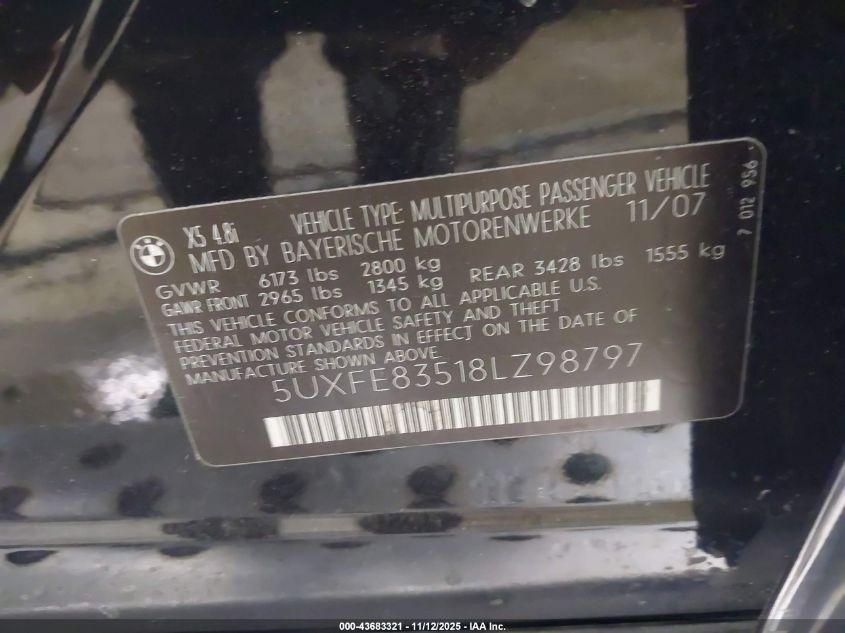 BMW
X5 4.8i
VEHICLE TYPE: MULTIPURPOSE PASSENGER VEHICLE
MFD BY BAYERISCHE MOTORENWERKE 11/07
GVWR 6173 lbs 2800 kg
GAWR FRONT 2965 lbs 1345 kg REAR 3428 lbs 1555 kg
THIS VEHICLE CONFORMS TO ALL APPLICABLE U.S.
FEDERAL MOTOR VEHICLE SAFETY AND THEFT
PREVENTION STANDARDS IN EFFECT ON THE DATE OF
MANUFACTURE SHOWN ABOVE
5UXFE83518LZ98797
7 012 956
000-43683321 - 11/12/2025 - IAA Inc.